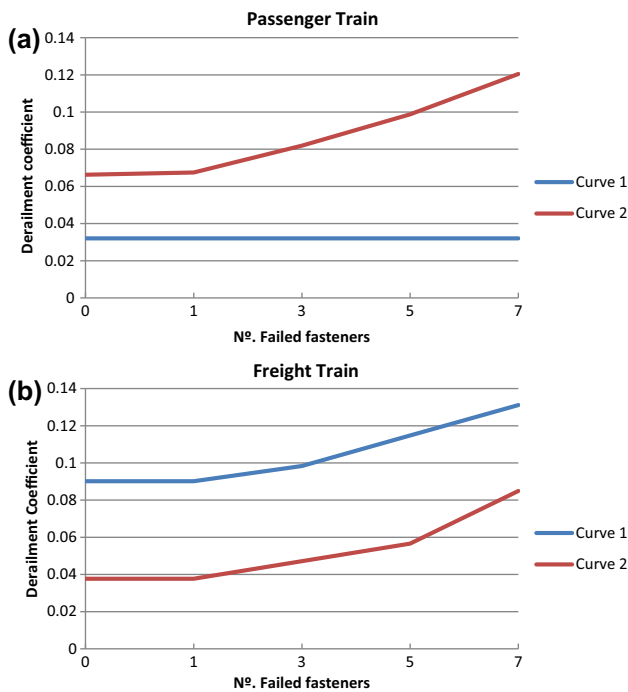 (a)
Passenger Train
Derailment coefficient
0.14
0.12
0.1
0.08
0.06
0.04
0.02
0
0 1 3 5 7
Nº. Failed fasteners
Curve 1
Curve 2
(b)
Freight Train
Derailment Coefficient
0.14
0.12
0.1
0.08
0.06
0.04
0.02
0
0 1 3 5 7
Nº. Failed fasteners
Curve 1
Curve 2